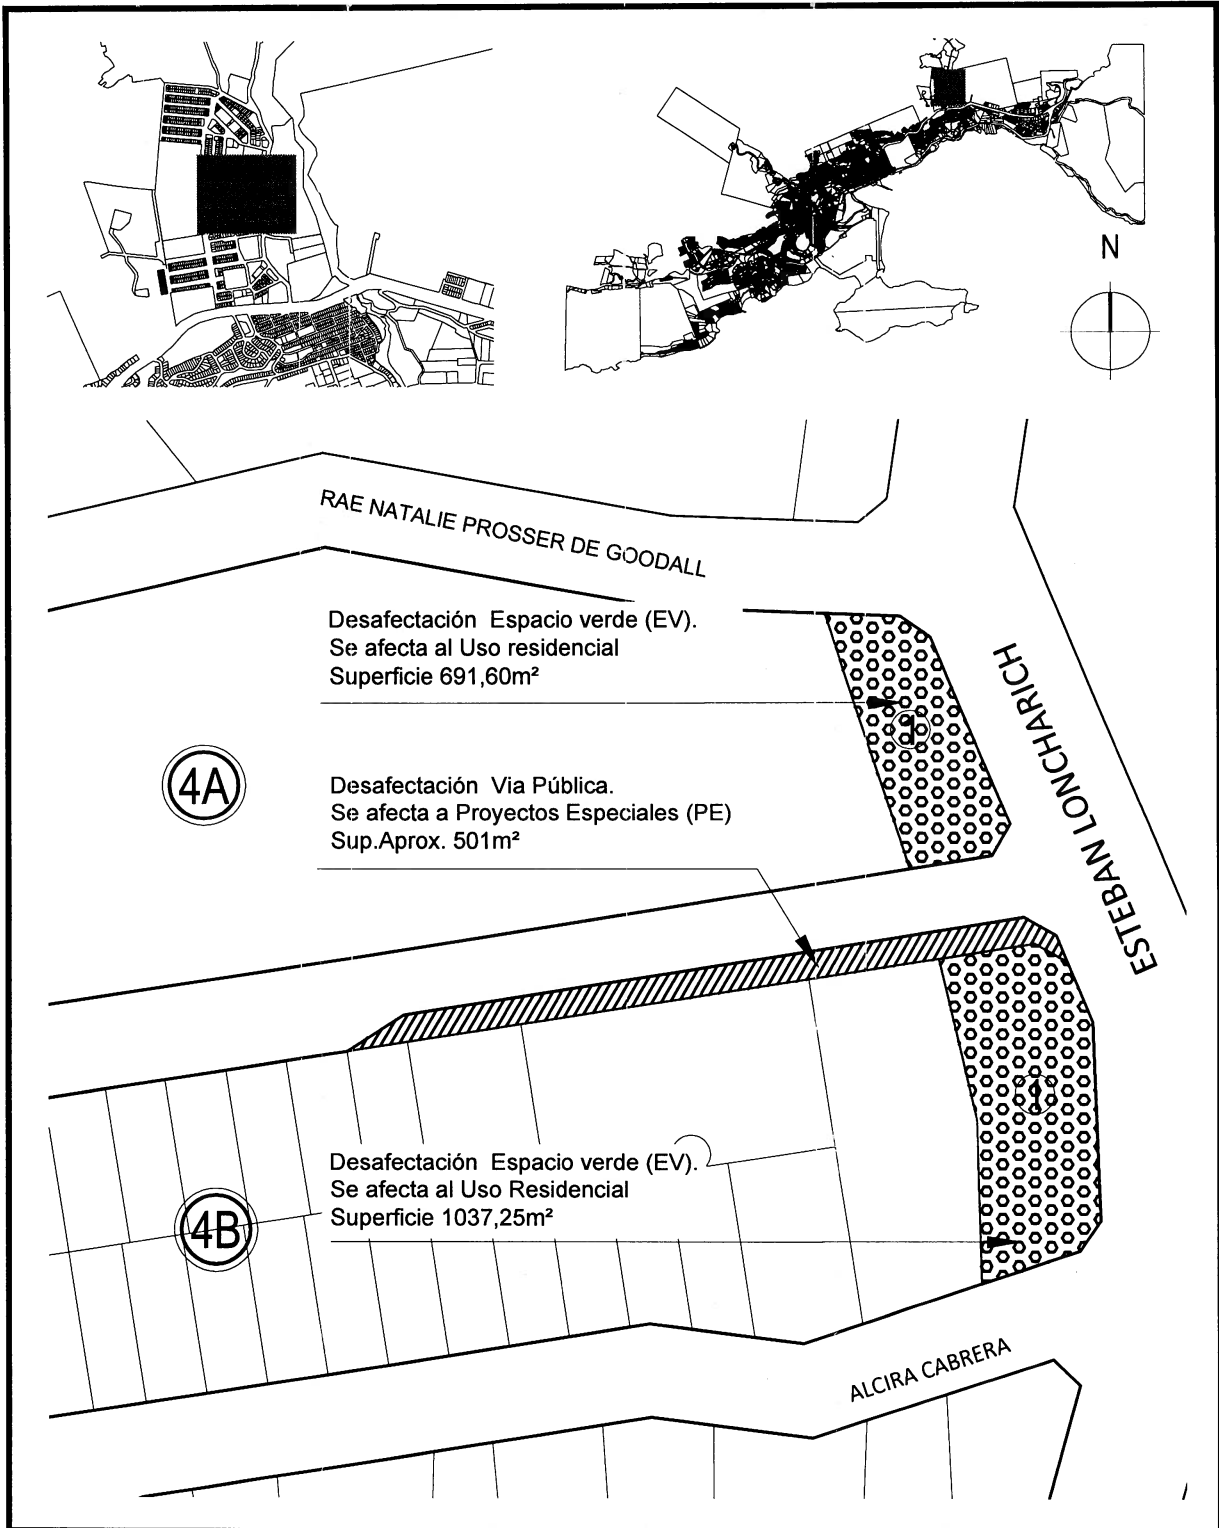 N
RAE NATALIE PROSSER DE GOODALL
Desafectación Espacio verde (EV).
Se afecta al Uso residencial
Superficie 691,60m²
1
ESTEBAN LONCHARICH
4A
Desafectación Via Pública.
Se afecta a Proyectos Especiales (PE)
Sup.Aprox. 501m²
1
Desafectación Espacio verde (EV).
Se afecta al Uso Residencial
Superficie 1037,25m²
4B
ALCIRA CABRERA